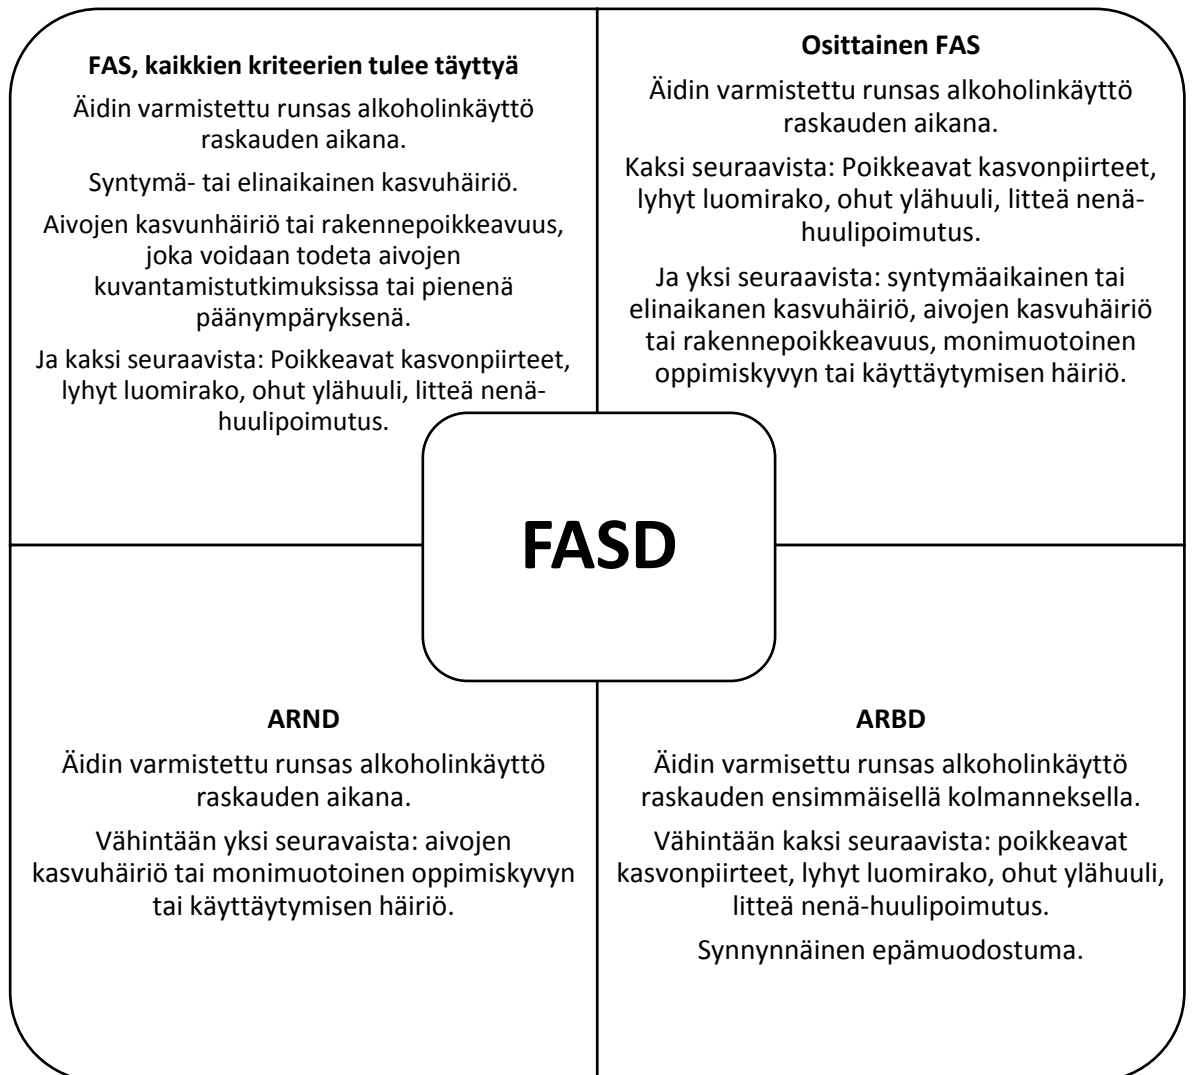 FAS, kaikkien kriteerien tulee täyttyä
Äidin varmistettu runsas alkoholinkäyttö
raskauden aikana.
Syntymä- tai elinaikainen kasvuhäiriö.
Aivojen kasvunhäiriö tai rakennepoikkeavuus,
joka voidaan todeta aivojen
kuvantamistutkimuksissa tai pienenä
päänympäryksenä.
Ja kaksi seuraavista: Poikkeavat kasvonpiirteet,
lyhyt luomirako, ohut ylähuuli, litteä nenä-
huulipoimutus.
Osittainen FAS
Äidin varmistettu runsas alkoholinkäyttö
raskauden aikana.
Kaksi seuraavista: Poikkeavat kasvonpiirteet,
lyhyt luomirako, ohut ylähuuli, litteä nenä-
huulipoimutus.
Ja yksi seuraavista: syntymäaikainen tai
elinaikanen kasvuhäiriö, aivojen kasvuhäiriö
tai rakennepoikkeavuus, monimuotoinen
oppimiskyvyn tai käyttäytymisen häiriö.
FASD
ARND
Äidin varmistettu runsas alkoholinkäyttö
raskauden aikana.
Vähintään yksi seuravaista: aivojen
kasvuhäiriö tai monimuotoinen oppimiskyvyn
tai käyttäytymisen häiriö.
ARBD
Äidin varmisettu runsas alkoholinkäyttö
raskauden ensimmäisellä kolmanneksella.
Vähintään kaksi seuraavista: poikkeavat
kasvonpiirteet, lyhyt luomirako, ohut ylähuuli,
litteä nenä-huulipoimutus.
Synnynnäinen epämuodostuma.